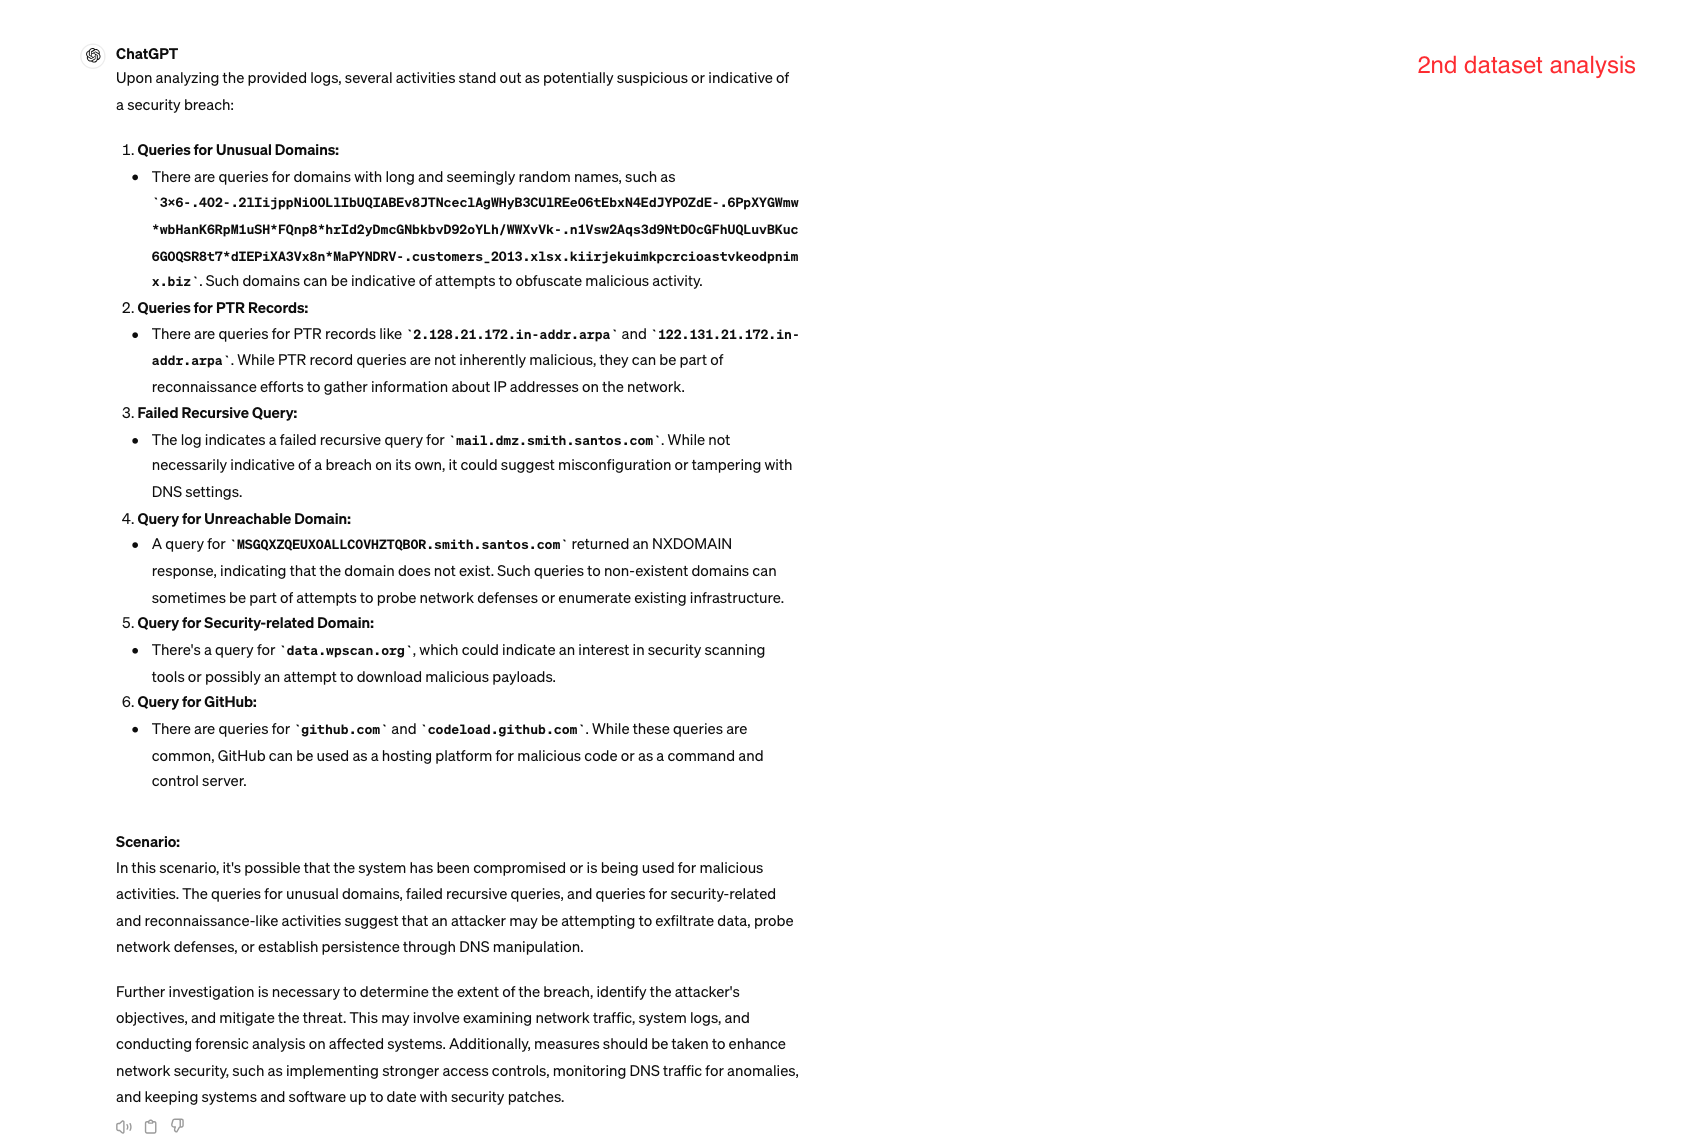 ChatGPT
2nd dataset analysis
Upon analyzing the provided logs, several activities stand out as potentially suspicious or indicative of
a security breach:
1. Queries for Unusual Domains:
• There are queries for domains with long and seemingly random names, such as
`3x6-.4O2-.2lIijppNiOOLlIbUQIABEv8JTNceclAgWHyB3CUlREeO6tEbxN4EdJYPOZdE-.6PpXYGWmw
*wbHanK6RpM1uSH*FQnp8*hrId2yDmcGNbkbvD92oYLh/WWXvVk-.n1Vsw2Aqs3d9NtDOcGFhUQLuvBKuc
6GOQSR8t7*dIEPiXA3Vx8n*MaPYNDRV-.customers_2013.xlsx.kiirjekuimkpcrcioastvkeodpnim
x.biz`. Such domains can be indicative of attempts to obfuscate malicious activity.
2. Queries for PTR Records:
• There are queries for PTR records like `2.128.21.172.in-addr.arpa` and `122.131.21.172.in-
addr.arpa`. While PTR record queries are not inherently malicious, they can be part of
reconnaissance efforts to gather information about IP addresses on the network.
3. Failed Recursive Query:
• The log indicates a failed recursive query for `mail.dmz.smith.santos.com`. While not
necessarily indicative of a breach on its own, it could suggest misconfiguration or tampering with
DNS settings.
4. Query for Unreachable Domain:
• A query for `MSGQXZQEUXOALLCOVHZTQBOR.smith.santos.com` returned an NXDOMAIN
response, indicating that the domain does not exist. Such queries to non-existent domains can
sometimes be part of attempts to probe network defenses or enumerate existing infrastructure.
5. Query for Security-related Domain:
• There's a query for `data.wpscan.org`, which could indicate an interest in security scanning
tools or possibly an attempt to download malicious payloads.
6. Query for GitHub:
• There are queries for `github.com` and `codeload.github.com`. While these queries are
common, GitHub can be used as a hosting platform for malicious code or as a command and
control server.
Scenario:
In this scenario, it's possible that the system has been compromised or is being used for malicious
activities. The queries for unusual domains, failed recursive queries, and queries for security-related
and reconnaissance-like activities suggest that an attacker may be attempting to exfiltrate data, probe
network defenses, or establish persistence through DNS manipulation.
Further investigation is necessary to determine the extent of the breach, identify the attacker's
objectives, and mitigate the threat. This may involve examining network traffic, system logs, and
conducting forensic analysis on affected systems. Additionally, measures should be taken to enhance
network security, such as implementing stronger access controls, monitoring DNS traffic for anomalies,
and keeping systems and software up to date with security patches.